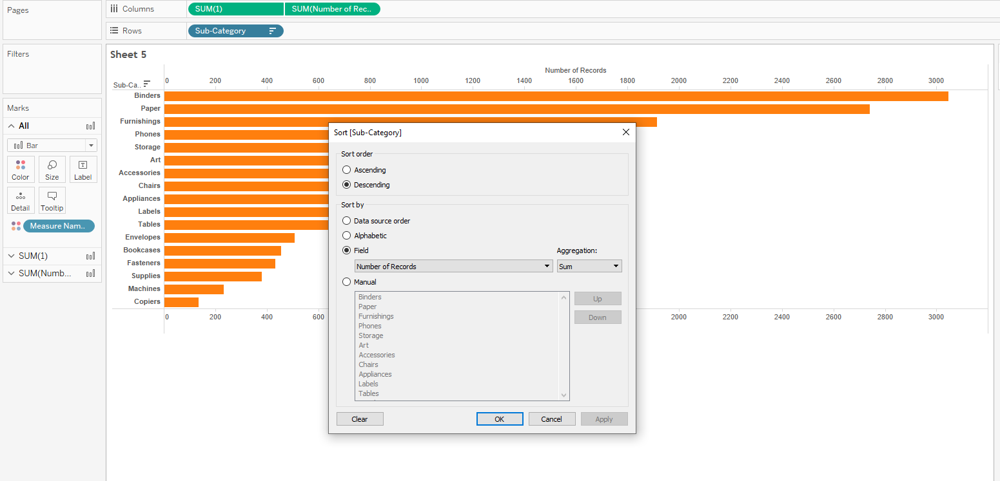 Pages
Columns
SUM(1)
SUM(Number of Rec..
Rows
Sub-Category
Filters
Marks
All
Bar
Color
Size
T
Label
Detail
Tooltip
Measure Nam..
SUM(1)
SUM(Numb...
Sheet 5
Number of Records
Sub-Ca..
0 200 400 600 800 1000 1200 1400 1600 1800 2000 2200 2400 2600 2800 3000
Binders
Paper
Furnishings
Phones
Storage
Art
Accessories
Chairs
Appliances
Labels
Tables
Envelopes
Bookcases
Fasteners
Supplies
Machines
Copiers
0 200 400 600 2000 2200 2400 2600 2800 3000
Sort [Sub-Category]
Sort order
Ascending
Descending
Sort by
Data source order
Alphabetic
Field
Aggregation:
Number of Records
Sum
Manual
Binders
Paper
Furnishings
Phones
Storage
Art
Accessories
Chairs
Appliances
Labels
Tables
Up
Down
Clear
OK
Cancel
Apply